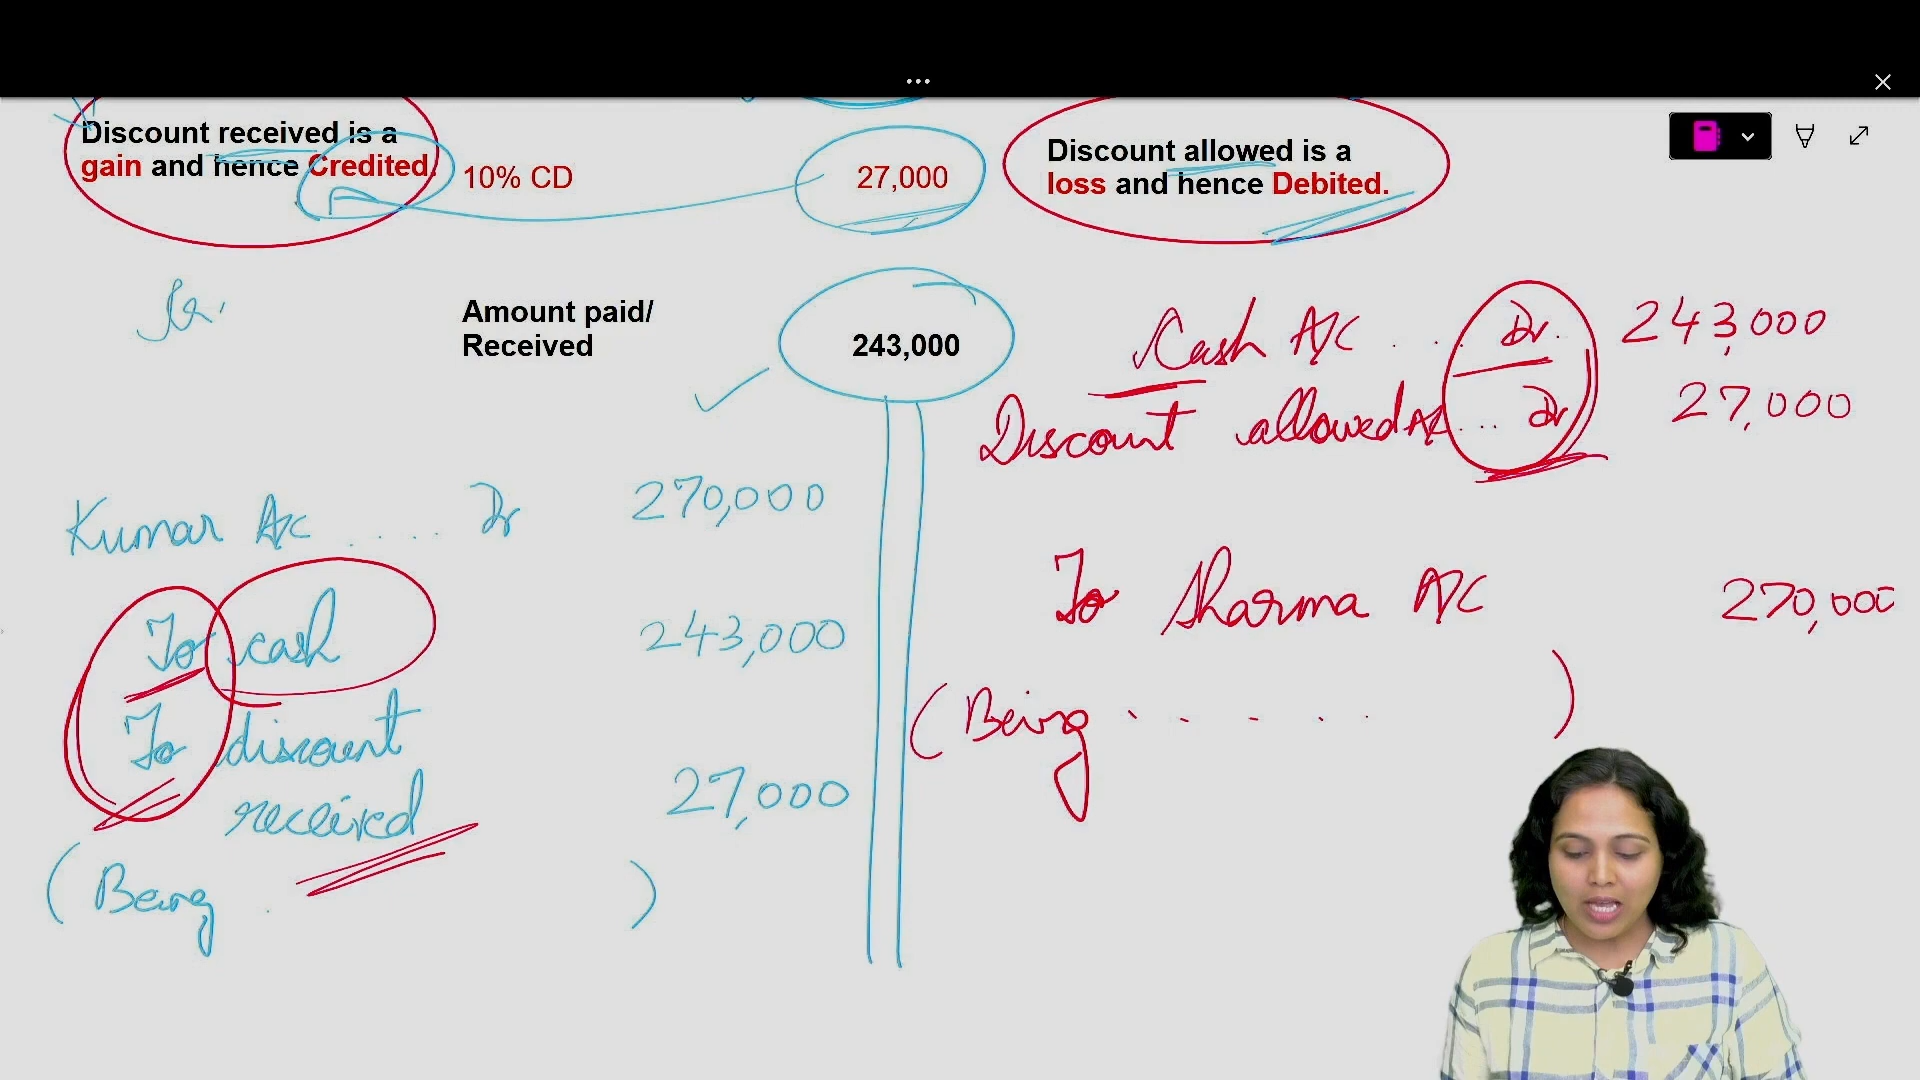 Discount received is a
gain and hence Credited.
10% CD
27,000
Discount allowed is a
loss and hence Debited.
Amount paid/
Received
243,000
Kumar A/c .... Dr 270,000
To cash 243,000
To discount
received 27,000
(Being . )
Cash A/c .... Dr. 243,000
Discount allowed A/c ... Dr 27,000
To Sharma A/c 270,000
(Being . . . . . )